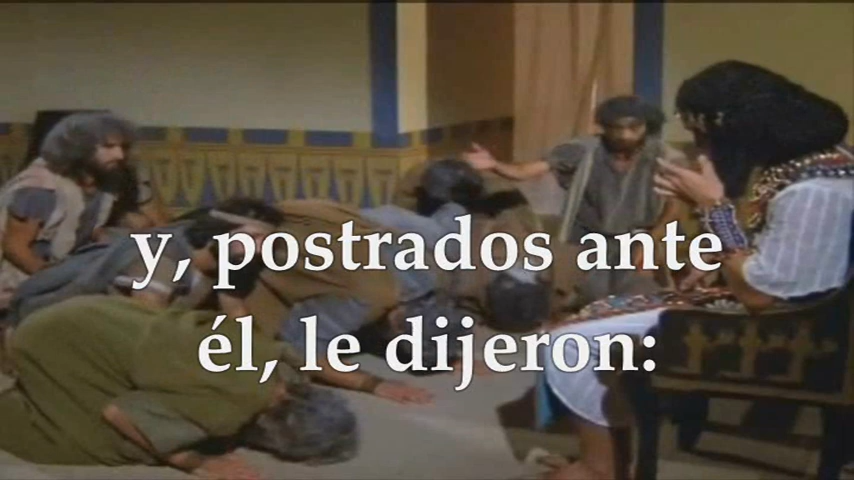 y, postrados ante
él, le dijeron: